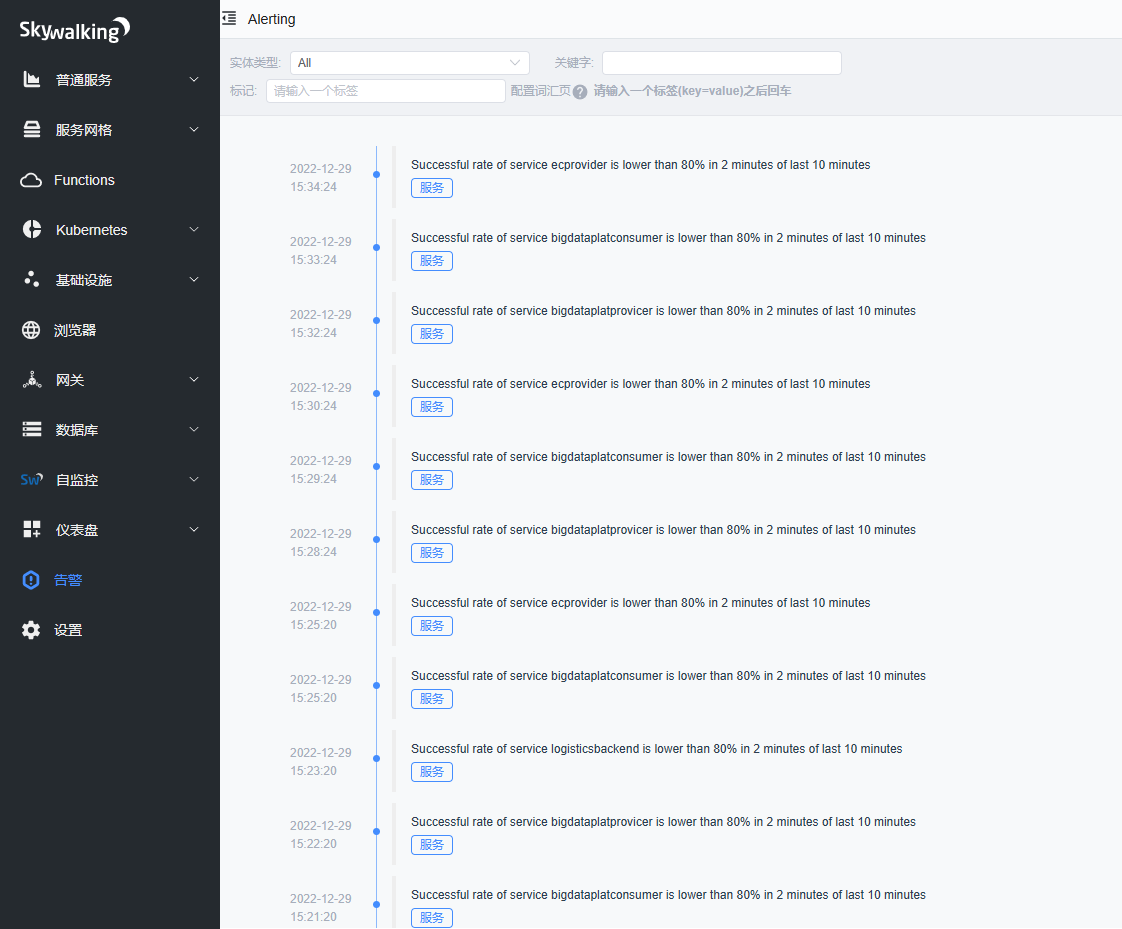 Skywalking
普通服务
服务网格
Functions
Kubernetes
基础设施
浏览器
网关
数据库
Sw 自监控
仪表盘
告警
设置
Alerting
实体类型: All 关键字:
标记: 请输入一个标签 配置词汇页 ? 请输入一个标签(key=value)之后回车
2022-12-29
15:34:24
Successful rate of service ecprovider is lower than 80% in 2 minutes of last 10 minutes
服务
2022-12-29
15:33:24
Successful rate of service bigdataplatconsumer is lower than 80% in 2 minutes of last 10 minutes
服务
2022-12-29
15:32:24
Successful rate of service bigdataplatprovicer is lower than 80% in 2 minutes of last 10 minutes
服务
2022-12-29
15:30:24
Successful rate of service ecprovider is lower than 80% in 2 minutes of last 10 minutes
服务
2022-12-29
15:29:24
Successful rate of service bigdataplatconsumer is lower than 80% in 2 minutes of last 10 minutes
服务
2022-12-29
15:28:24
Successful rate of service bigdataplatprovicer is lower than 80% in 2 minutes of last 10 minutes
服务
2022-12-29
15:25:20
Successful rate of service ecprovider is lower than 80% in 2 minutes of last 10 minutes
服务
2022-12-29
15:25:20
Successful rate of service bigdataplatconsumer is lower than 80% in 2 minutes of last 10 minutes
服务
2022-12-29
15:23:20
Successful rate of service logisticsbackend is lower than 80% in 2 minutes of last 10 minutes
服务
2022-12-29
15:22:20
Successful rate of service bigdataplatprovicer is lower than 80% in 2 minutes of last 10 minutes
服务
2022-12-29
15:21:20
Successful rate of service bigdataplatconsumer is lower than 80% in 2 minutes of last 10 minutes
服务